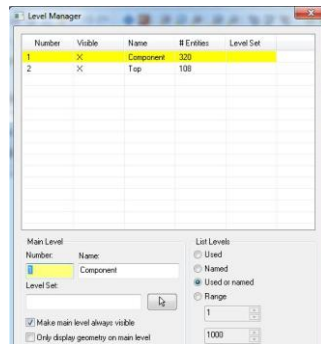 Level Manager
Number Visible Name # Entities Level Set
1 X Component 320
2 X Top 108
Main Level
Number: Name:
1 Component
Level Set:
Make main level always visible
Only display geometry on main level
List Levels
Used
Named
Used or named
Range
1
1000